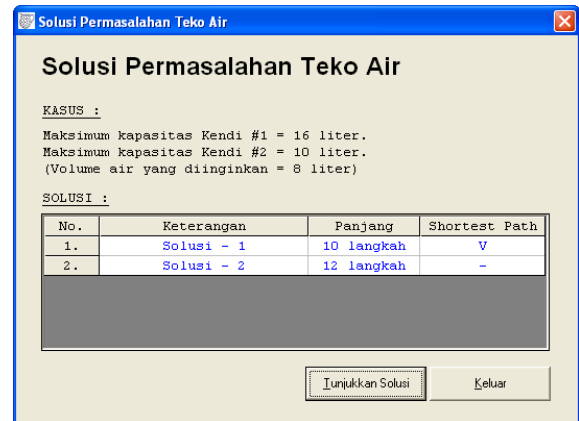 Solusi Permasalahan Teko Air
Solusi Permasalahan Teko Air
KASUS :
Maksimum kapasitas Kendi #1 = 16 liter.
Maksimum kapasitas Kendi #2 = 10 liter.
(Volume air yang diinginkan = 8 liter)
SOLUSI :
No. Keterangan Panjang Shortest Path
1. Solusi - 1 10 langkah V
2. Solusi - 2 12 langkah -
Tunjukkan Solusi Keluar